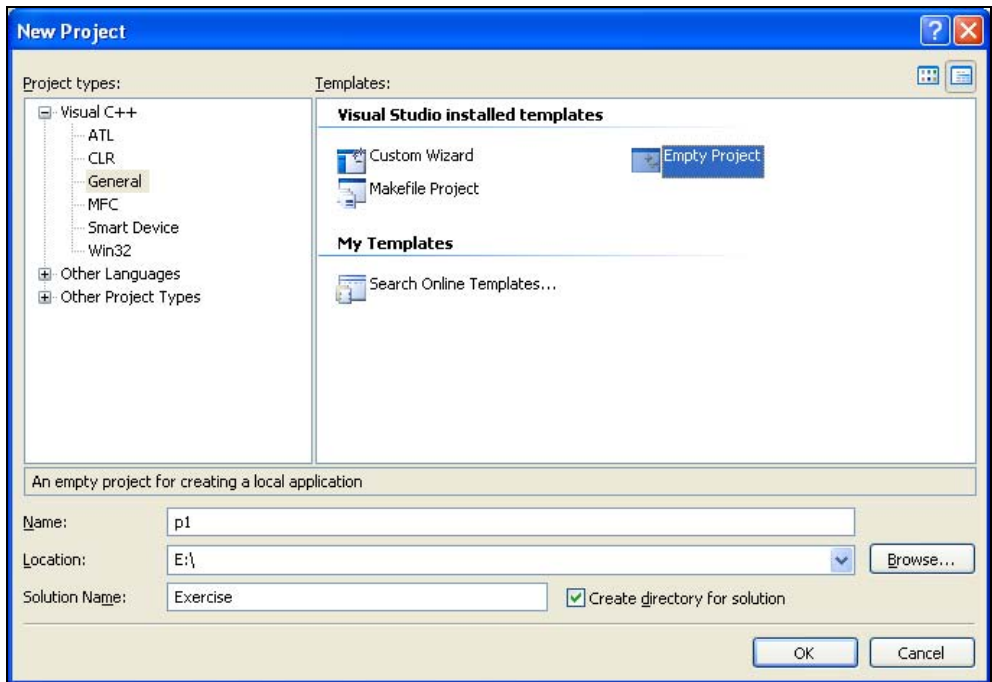 New Project
Project types:
Templates:
Visual C++
ATL
CLR
General
MFC
Smart Device
Win32
Other Languages
Other Project Types
Visual Studio installed templates
Custom Wizard
Empty Project
Makefile Project
My Templates
Search Online Templates...
An empty project for creating a local application
Name: p1
Location: E:\ Browse...
Solution Name: Exercise Create directory for solution
OK Cancel